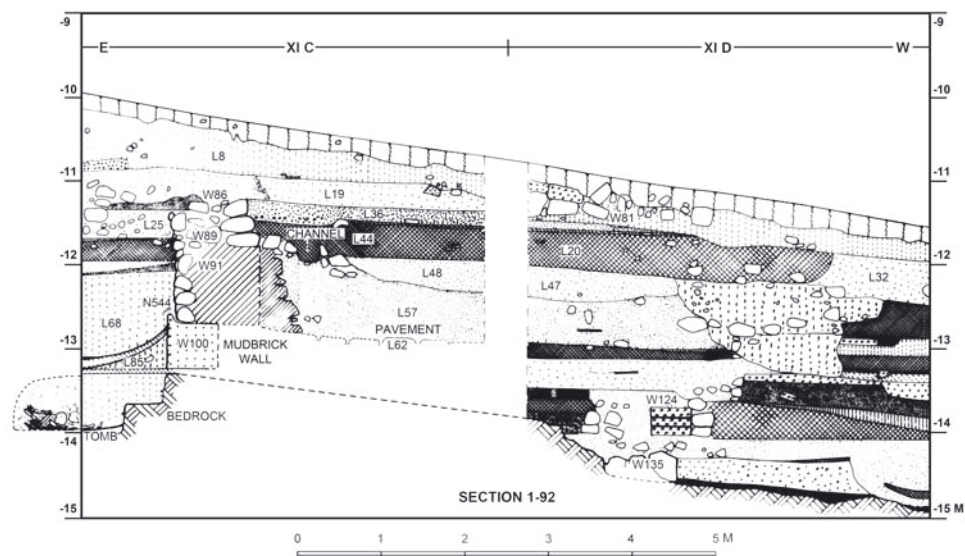 -9 -9
E XI C XI D W
-10 -10
L8
-11 -11
W86 L19
L36 W81
L25 CHANNEL
W89 L44
-12 L20 -12
W91 L48 L32
L47
N544 L57
L68 PAVEMENT
-13 W100 MUDBRICK L62 -13
L85 WALL
BEDROCK W124
-14 TOMB -14
W135
SECTION 1-92
-15 -15 M
0 1 2 3 4 5 M